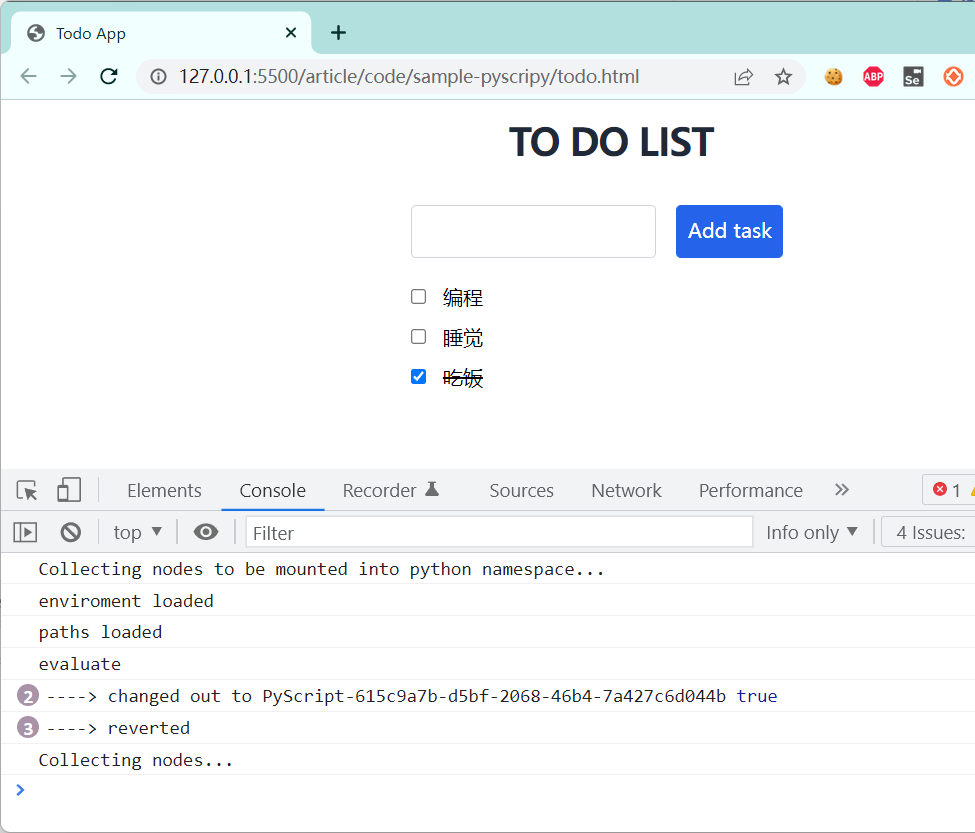 Todo App
127.0.0.1:5500/article/code/sample-pyscripy/todo.html
ABP
Se
TO DO LIST
Add task
编程
睡觉
吃饭
Elements Console Recorder Sources Network Performance 1
top Filter Info only 4 Issues:
Collecting nodes to be mounted into python namespace...
enviroment loaded
paths loaded
evaluate
2 ----> changed out to PyScript-615c9a7b-d5bf-2068-46b4-7a427c6d044b true
3 ----> reverted
Collecting nodes...